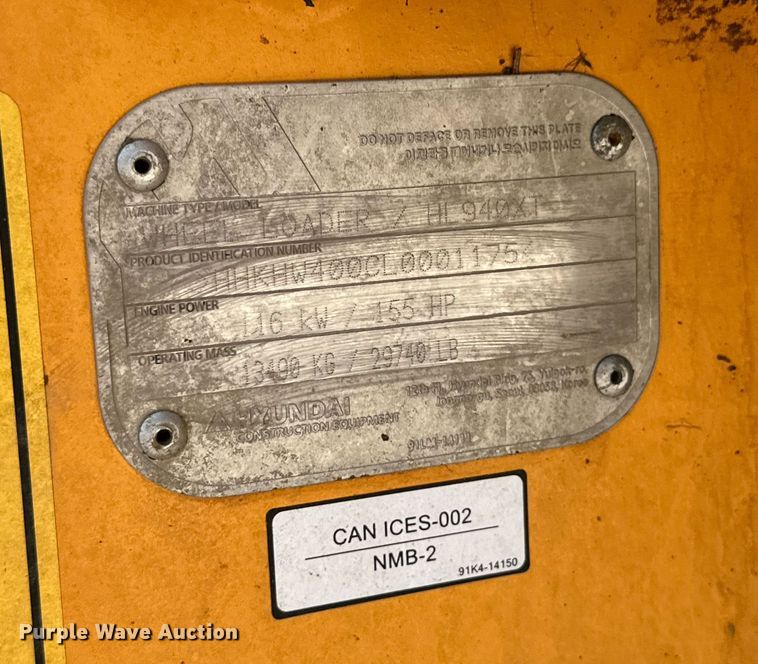 DO NOT DEFACE OR REMOVE THIS PLATE
MACHINE TYPE / MODEL
WHEEL LOADER / HL940XT
PRODUCT IDENTIFICATION NUMBER
HHKHW400CL0001175
ENGINE POWER
116 kW / 155 HP
OPERATING MASS
13490 KG / 29740 LB
HYUNDAI
CONSTRUCTION EQUIPMENT
CAN ICES-002
NMB-2
91K4-14150
Purple Wave Auction